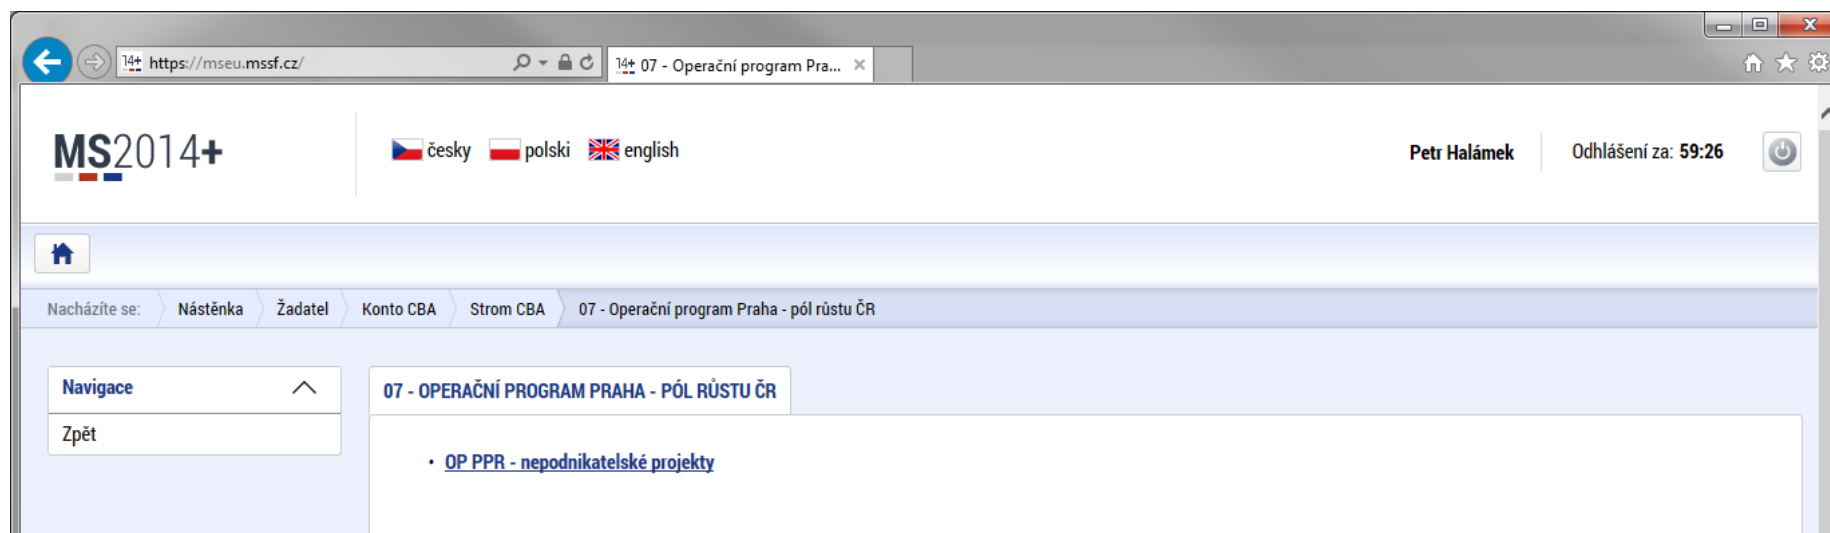 14+ https://mseu.mssf.cz/
14+ 07 - Operační program Pra...
MS2014+
česky polski english
Petr Halámek Odhlášení za: 59:26
Nacházíte se: Nástěnka Žadatel Konto CBA Strom CBA 07 - Operační program Praha - pól růstu ČR
Navigace
Zpět
07 - OPERAČNÍ PROGRAM PRAHA - PÓL RŮSTU ČR
• OP PPR - nepodnikatelské projekty